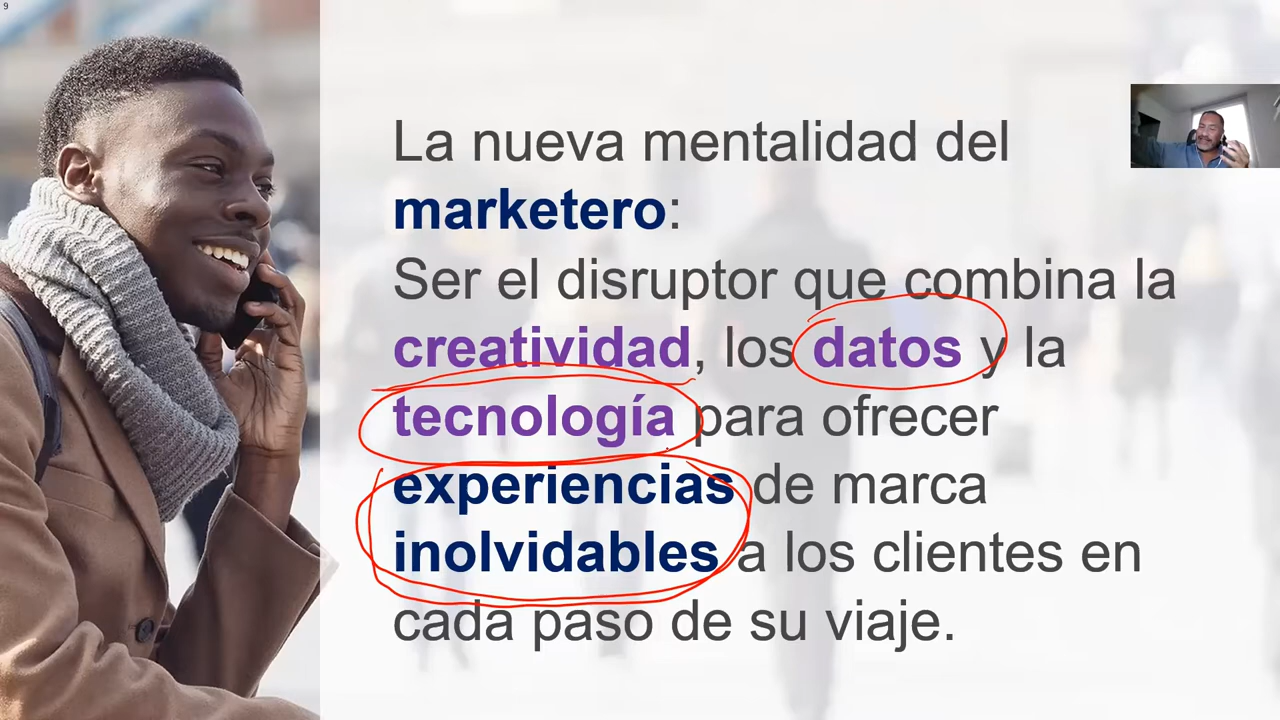 9
La nueva mentalidad del
marketero:
Ser el disruptor que combina la
creatividad, los datos y la
tecnología para ofrecer
experiencias de marca
inolvidables a los clientes en
cada paso de su viaje.